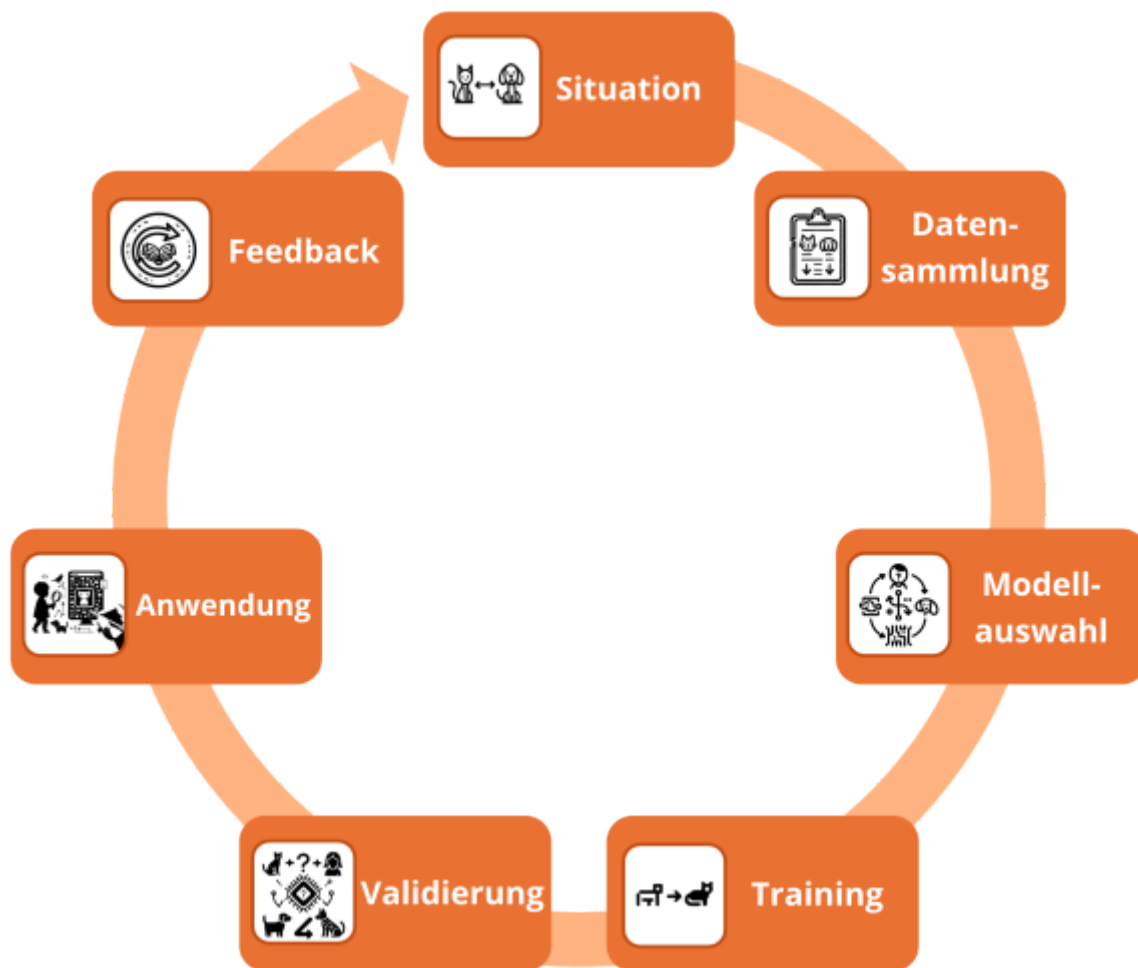 Situation
Daten-
sammlung
Modell-
auswahl
Training
Validierung
Anwendung
Feedback